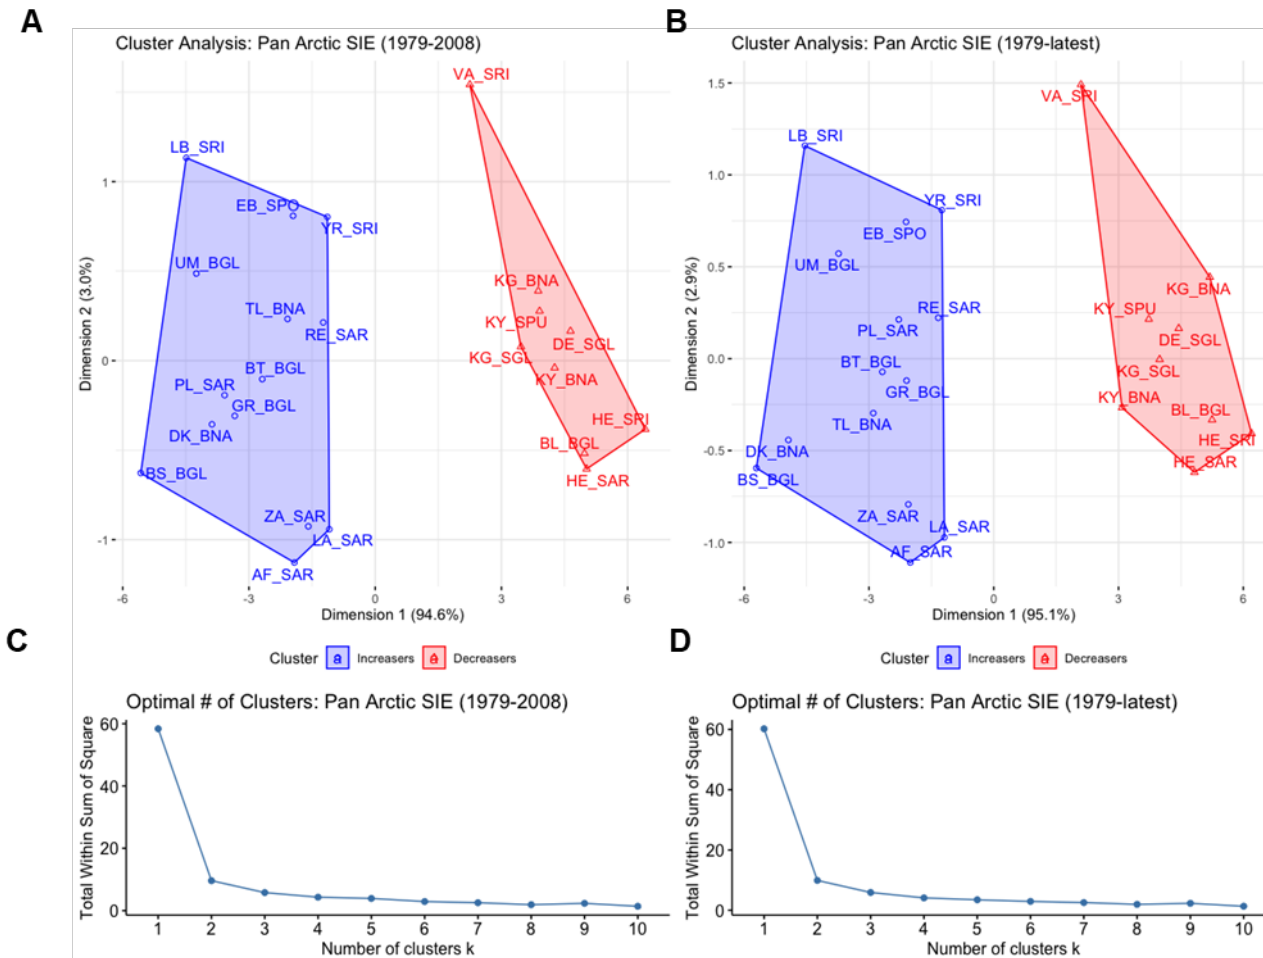 A
Cluster Analysis: Pan Arctic SIE (1979-2008)
VA_SRI
LB_SRI
EB_SPO
YR_SRI
UM_BGL
TL_BNA
RE_SAR
BT_BGL
PL_SAR
GR_BGL
DK_BNA
BS_BGL
ZA_SAR
LA_SAR
AF_SAR
KG_BNA
KY_SPU
DE_SGL
KG_SGL
KY_BNA
HE_SRI
BL_BGL
HE_SAR
1
0
-1
Dimension 2 (3.0%)
-6 -3 0 3 6
Dimension 1 (94.6%)
Cluster a Increasers a Decreasers
B
Cluster Analysis: Pan Arctic SIE (1979-latest)
VA_SRI
LB_SRI
YR_SRI
EB_SPO
UM_BGL
RE_SAR
PL_SAR
BT_BGL
GR_BGL
TL_BNA
DK_BNA
BS_BGL
ZA_SAR
LA_SAR
AF_SAR
KG_BNA
KY_SPU
DE_SGL
KG_SGL
KY_BNA
BL_BGL
HE_SRI
HE_SAR
1.5
1.0
0.5
0.0
-0.5
-1.0
Dimension 2 (2.9%)
-6 -3 0 3 6
Dimension 1 (95.1%)
Cluster a Increasers a Decreasers
C
Optimal # of Clusters: Pan Arctic SIE (1979-2008)
60
40
20
0
Total Within Sum of Square
1 2 3 4 5 6 7 8 9 10
Number of clusters k
D
Optimal # of Clusters: Pan Arctic SIE (1979-latest)
60
40
20
0
Total Within Sum of Square
1 2 3 4 5 6 7 8 9 10
Number of clusters k